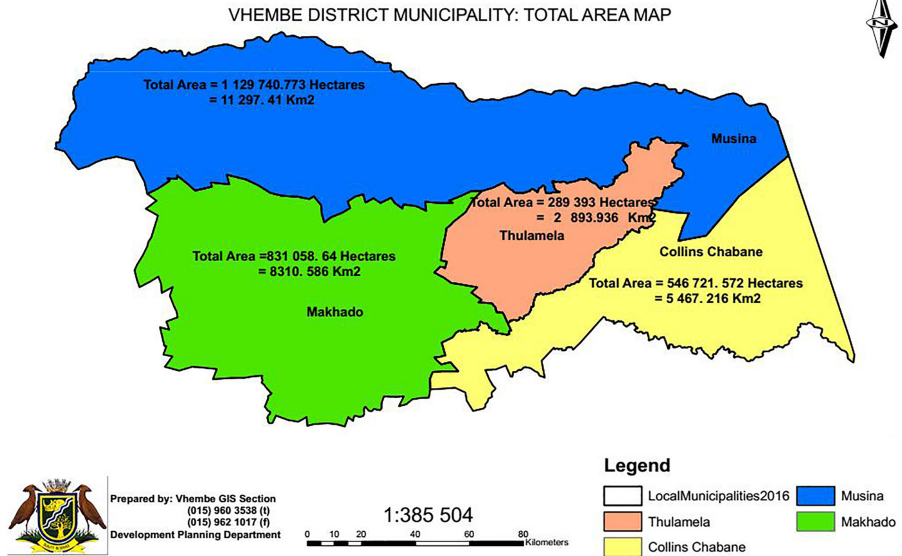 VHEMBE DISTRICT MUNICIPALITY: TOTAL AREA MAP
N
Total Area = 1 129 740.773 Hectares
= 11 297. 41 Km2
Musina
Total Area = 289 393 Hectares
= 2 893.936 Km2
Thulamela
Collins Chabane
Total Area =831 058. 64 Hectares
= 8310. 586 Km2
Total Area = 546 721. 572 Hectares
= 5 467. 216 Km2
Makhado
Legend
LocalMunicipalities2016
Musina
Thulamela
Makhado
Collins Chabane
Prepared by: Vhembe GIS Section
(015) 960 3538 (t)
(015) 962 1017 (f)
Development Planning Department
1:385 504
0 10 20 40 60 80
Kilometers